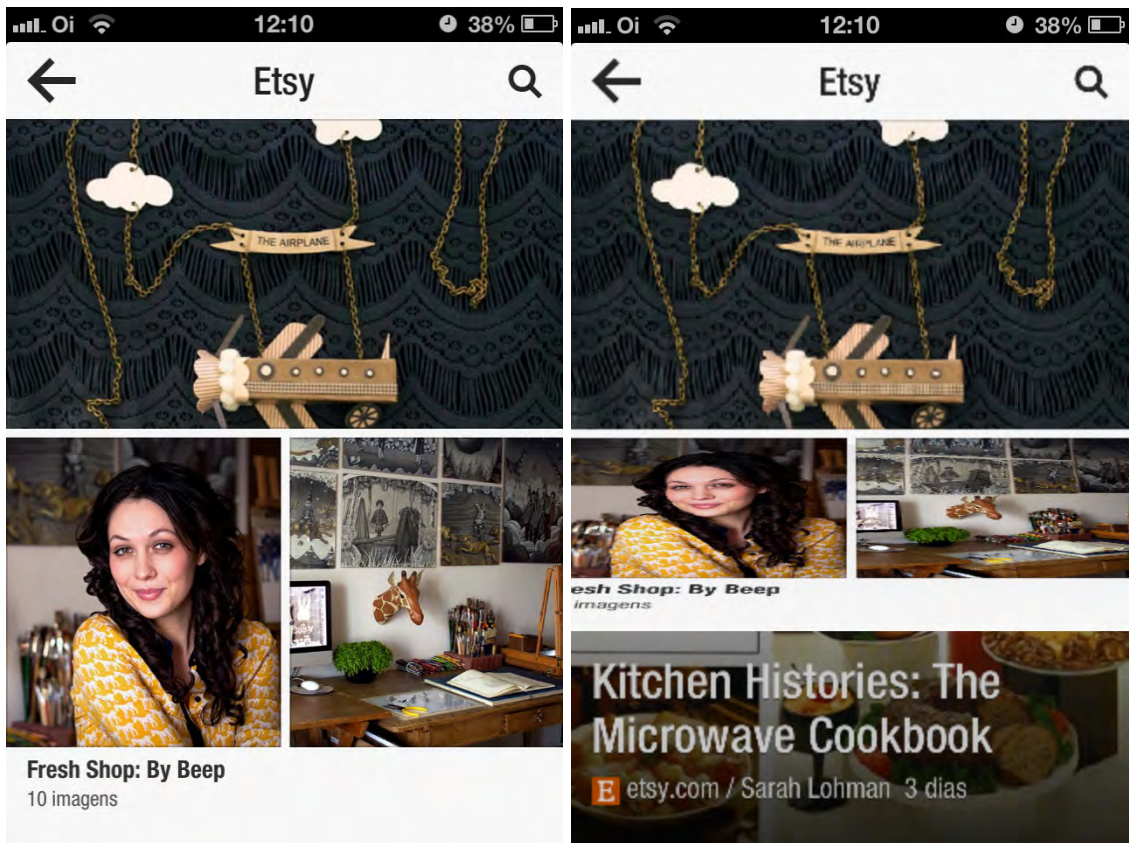 Oi 12:10 38%
Etsy
THE AIRPLANE
Fresh Shop: By Beep
10 imagens
Oi 12:10 38%
Etsy
THE AIRPLANE
esh Shop: By Beep
imagens
Kitchen Histories: The
Microwave Cookbook
E etsy.com / Sarah Lohman 3 dias